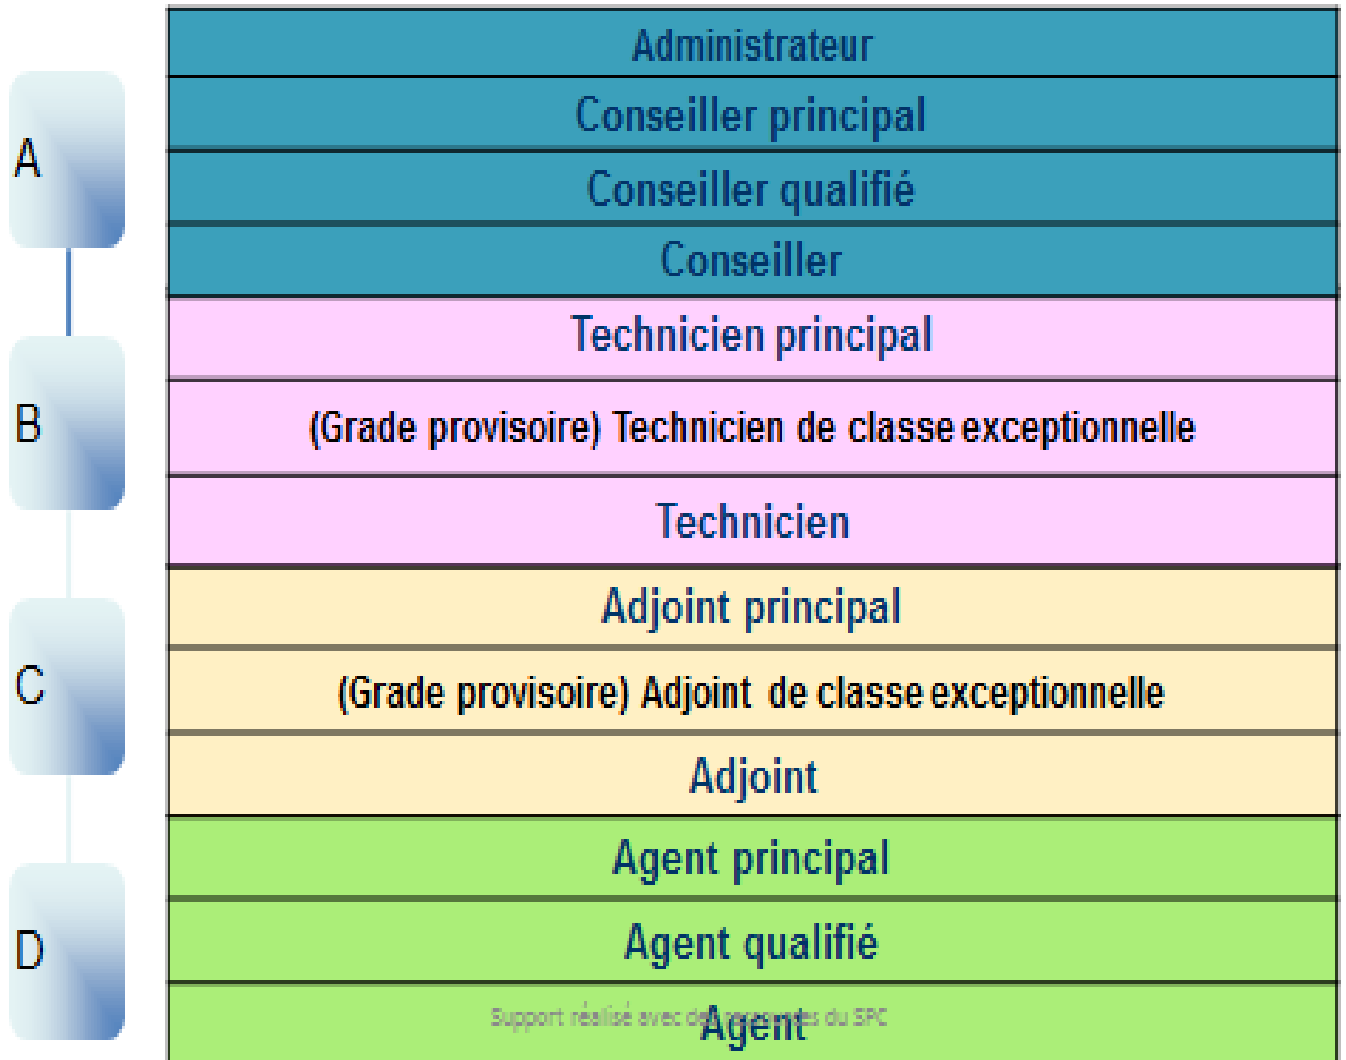 Administrateur
Conseiller principal
A
Conseiller qualifié
Conseiller
Technicien principal
B
(Grade provisoire) Technicien de classe exceptionnelle
Technicien
Adjoint principal
C
(Grade provisoire) Adjoint de classe exceptionnelle
Adjoint
Agent principal
D
Agent qualifié
Agent
Support réalisé avec des du SPC